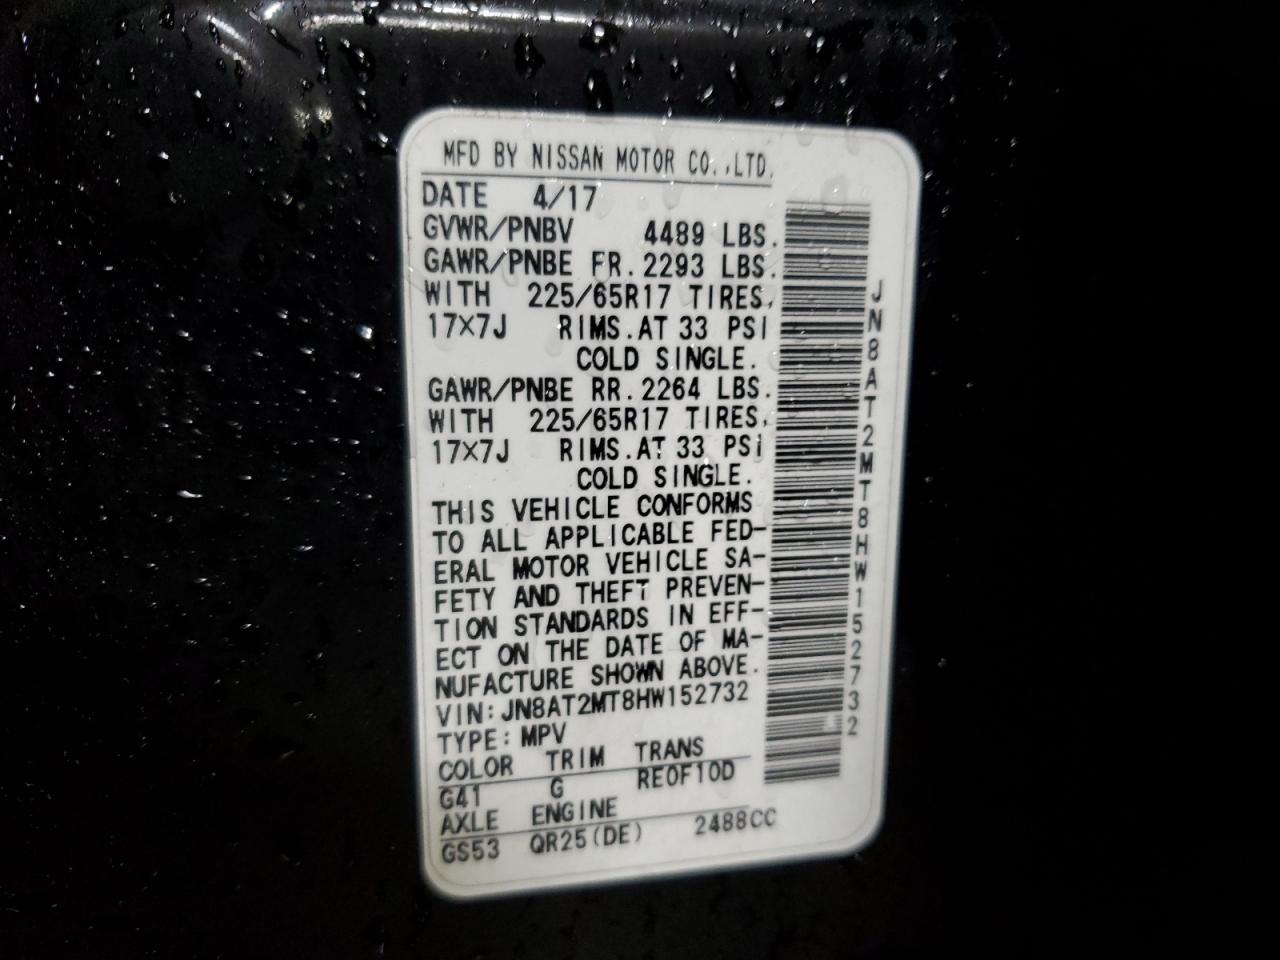 MFD BY NISSAN MOTOR CO.,LTD.
DATE 4/17
GVWR/PNBV 4489 LBS.
GAWR/PNBE FR. 2293 LBS.
WITH 225/65R17 TIRES,
17×7J RIMS. AT 33 PSI
COLD SINGLE.
GAWR/PNBE RR. 2264 LBS.
WITH 225/65R17 TIRES,
17×7J RIMS. AT 33 PSI
COLD SINGLE.
THIS VEHICLE CONFORMS
TO ALL APPLICABLE FED-
ERAL MOTOR VEHICLE SA-
FETY AND THEFT PREVEN-
TION STANDARDS IN EFF-
ECT ON THE DATE OF MA-
NUFACTURE SHOWN ABOVE.
VIN: JN8AT2MT8HW152732
TYPE: MPV
COLOR TRIM TRANS
G41 G RE0F10D
AXLE ENGINE
GS53 QR25(DE) 2488CC
JN8AT2MT8HW152732